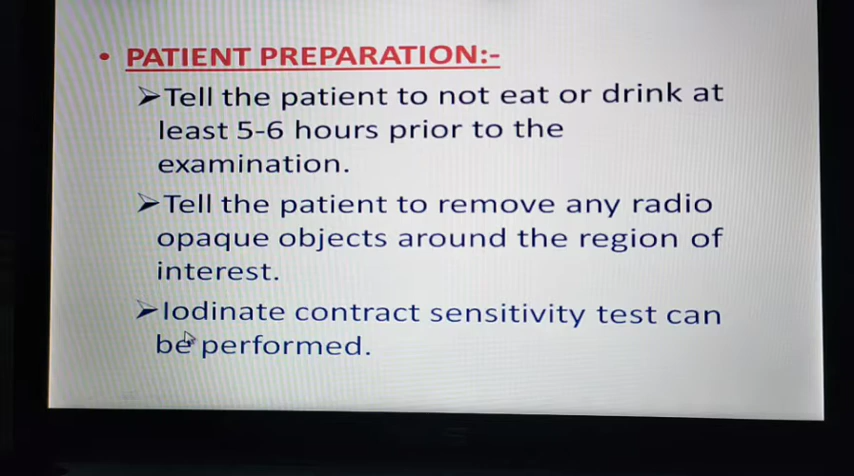 • PATIENT PREPARATION:-
➢Tell the patient to not eat or drink at
least 5-6 hours prior to the
examination.
➢Tell the patient to remove any radio
opaque objects around the region of
interest.
➢Iodinate contract sensitivity test can
be performed.